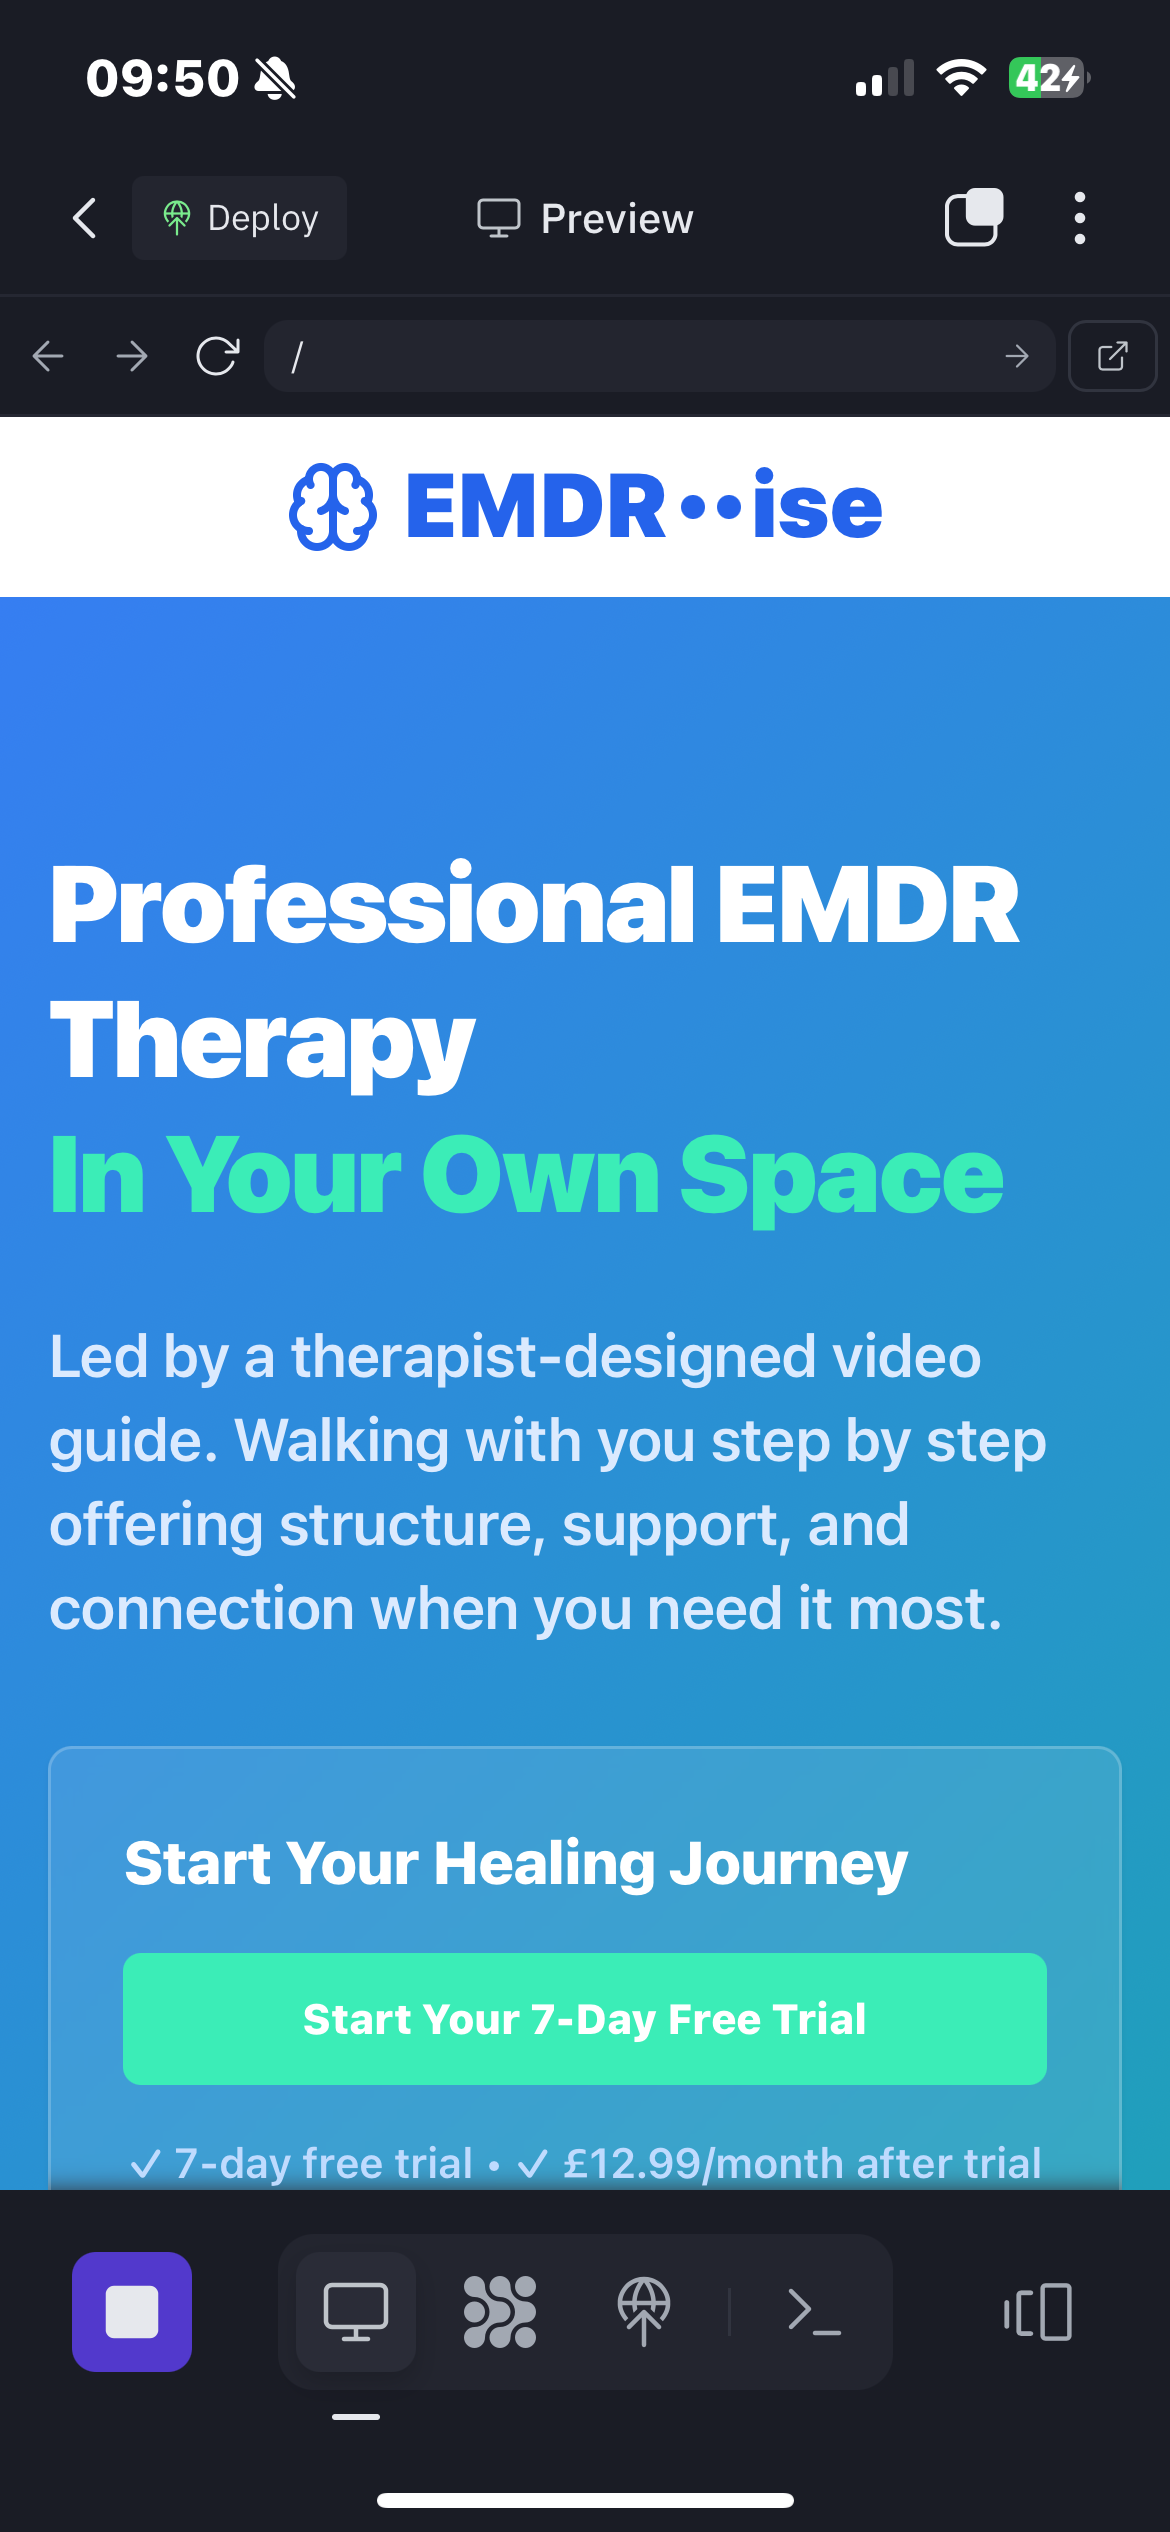 09:50
42
Deploy
Preview
/
EMDR••ise
Professional EMDR
Therapy
In Your Own Space
Led by a therapist-designed video
guide. Walking with you step by step
offering structure, support, and
connection when you need it most.
Start Your Healing Journey
Start Your 7-Day Free Trial
✓ 7-day free trial • ✓ £12.99/month after trial